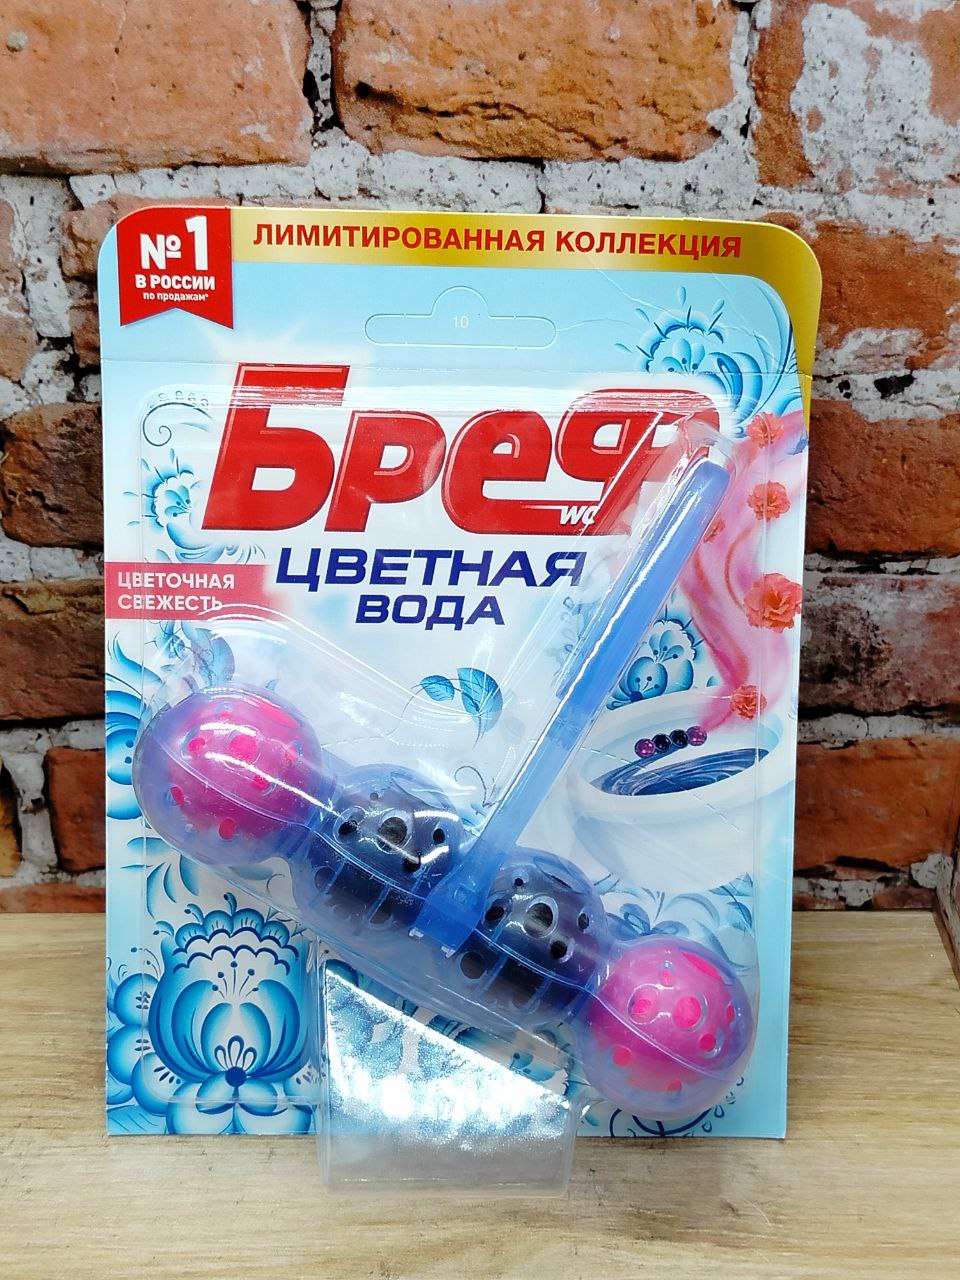 №1
В РОССИИ
по продажам*
ЛИМИТИРОВАННАЯ КОЛЛЕКЦИЯ
10
Бреф
WC
ЦВЕТНАЯ
ВОДА
ЦВЕТОЧНАЯ
СВЕЖЕСТЬ